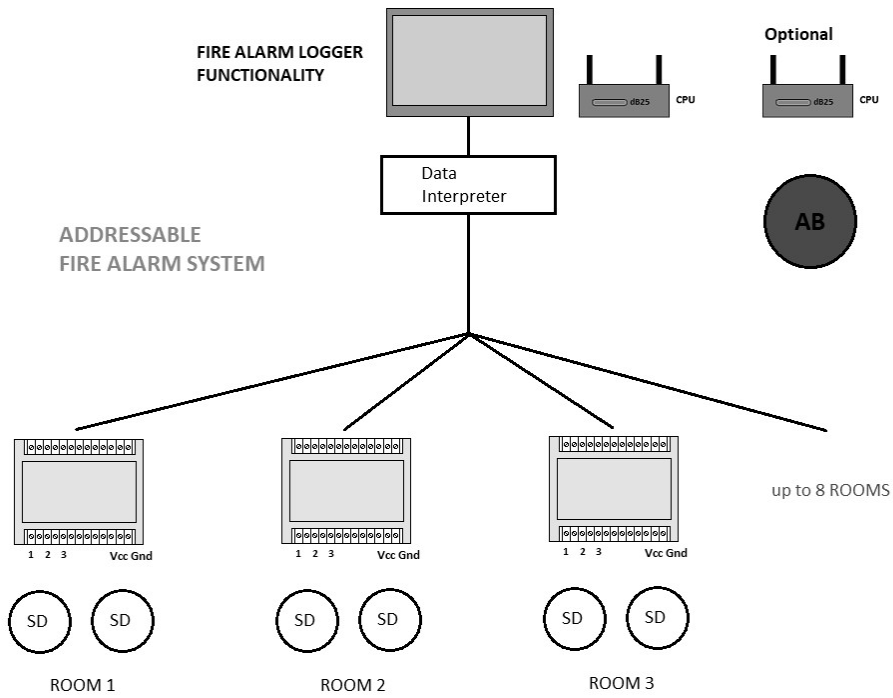 Optional
FIRE ALARM LOGGER
FUNCTIONALITY
dB25
CPU
dB25
CPU
Data
Interpreter
AB
ADDRESSABLE
FIRE ALARM SYSTEM
up to 8 ROOMS
1 2 3 Vcc Gnd
1 2 3 Vcc Gnd
1 2 3 Vcc Gnd
SD SD
SD SD
SD SD
ROOM 1
ROOM 2
ROOM 3